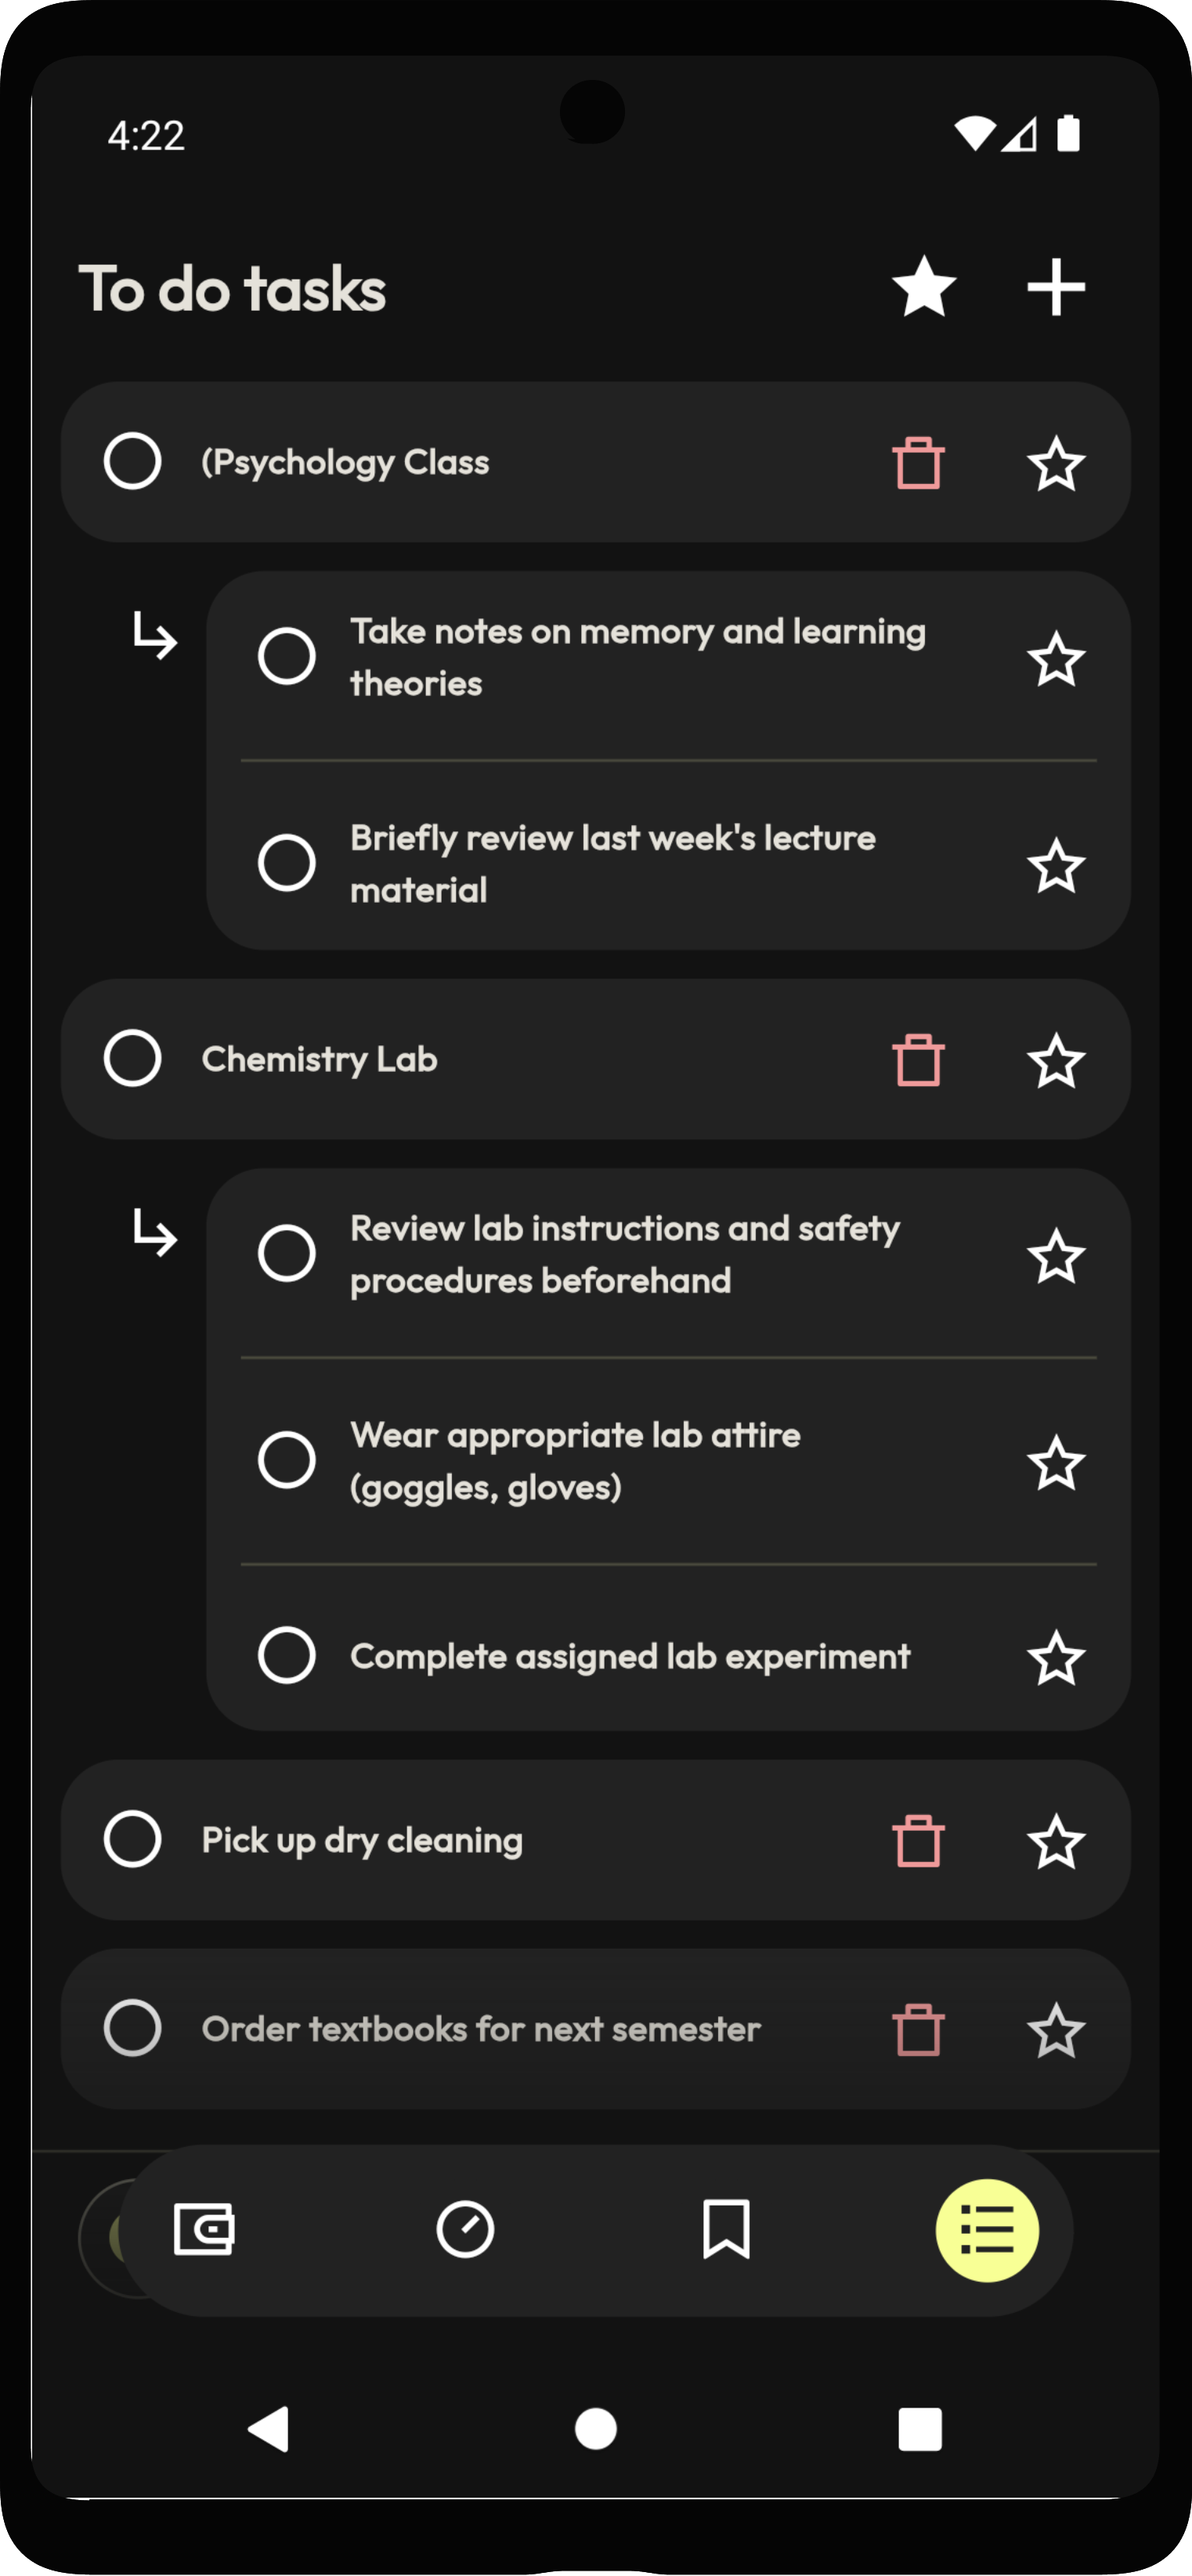 4:22
To do tasks
(Psychology Class
Take notes on memory and learning
theories
Briefly review last week's lecture
material
Chemistry Lab
Review lab instructions and safety
procedures beforehand
Wear appropriate lab attire
(goggles, gloves)
Complete assigned lab experiment
Pick up dry cleaning
Order textbooks for next semester